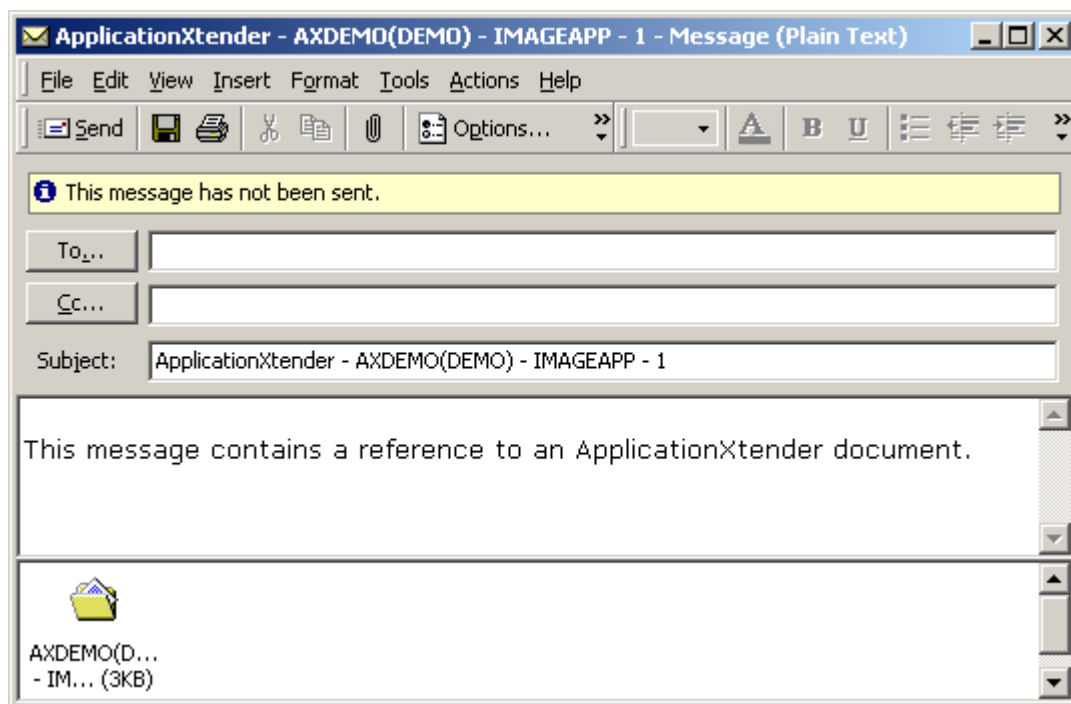 ApplicationXtender - AXDEMO(DEMO) - IMAGEAPP - 1 - Message (Plain Text)
File Edit View Insert Format Tools Actions Help
Send Options... A B U
This message has not been sent.
To...
Cc...
Subject: ApplicationXtender - AXDEMO(DEMO) - IMAGEAPP - 1
This message contains a reference to an ApplicationXtender document.
AXDEMO(D...
- IM... (3KB)